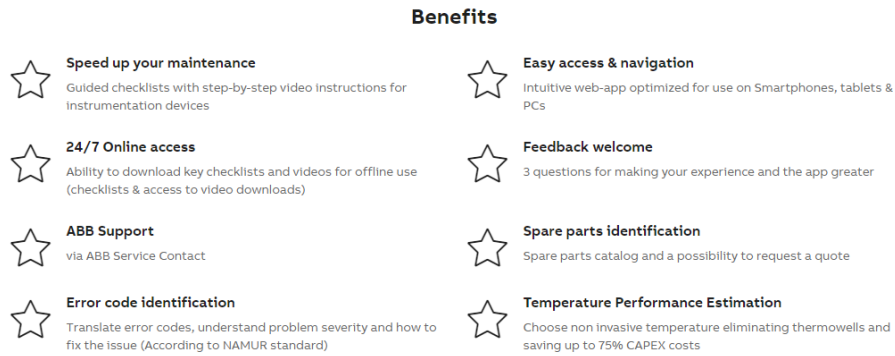 Benefits
Speed up your maintenance
Guided checklists with step-by-step video instructions for
instrumentation devices
24/7 Online access
Ability to download key checklists and videos for offline use
(checklists & access to video downloads)
ABB Support
via ABB Service Contact
Error code identification
Translate error codes, understand problem severity and how to
fix the issue (According to NAMUR standard)
Easy access & navigation
Intuitive web-app optimized for use on Smartphones, tablets &
PCs
Feedback welcome
3 questions for making your experience and the app greater
Spare parts identification
Spare parts catalog and a possibility to request a quote
Temperature Performance Estimation
Choose non invasive temperature eliminating thermowells and
saving up to 75% CAPEX costs